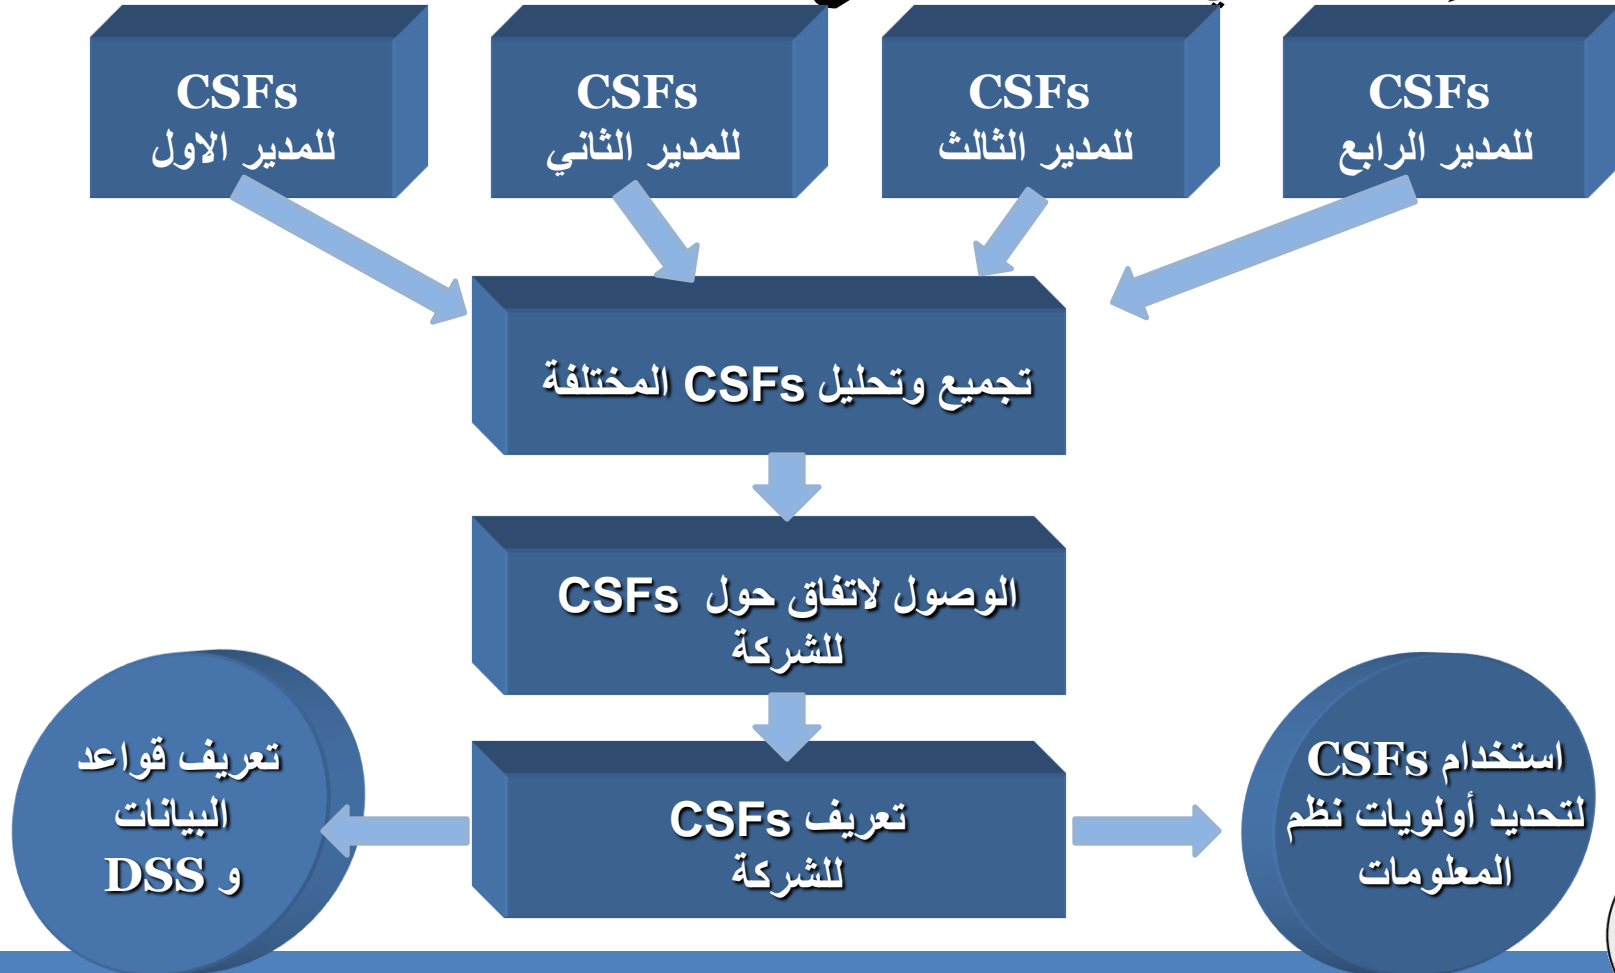 CSFs
للمدير الاول
CSFs
للمدير الثاني
CSFs
للمدير الثالث
CSFs
للمدير الرابع
تجميع وتحليل CSFs المختلفة
الوصول لاتفاق حول CSFs
للشركة
تعريف CSFs
للشركة
تعريف قواعد
البيانات
و DSS
استخدام CSFs
لتحديد أولويات نظم
المعلومات